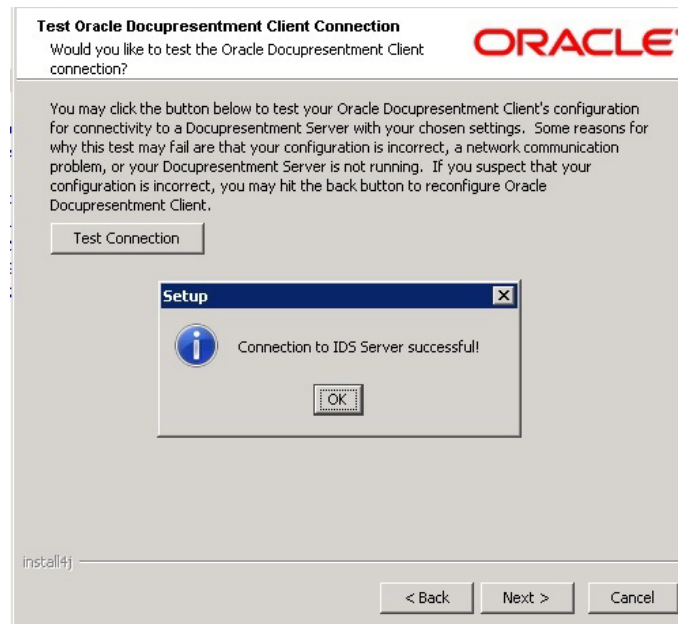 Test Oracle Docupresentment Client Connection
Would you like to test the Oracle Docupresentment Client
connection?
ORACLE
You may click the button below to test your Oracle Docupresentment Client's configuration
for connectivity to a Docupresentment Server with your chosen settings. Some reasons for
why this test may fail are that your configuration is incorrect, a network communication
problem, or your Docupresentment Server is not running. If you suspect that your
configuration is incorrect, you may hit the back button to reconfigure Oracle
Docupresentment Client.
Test Connection
Setup
Connection to IDS Server successful!
OK
install4j
< Back
Next >
Cancel